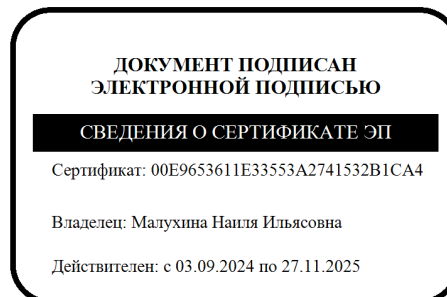 ДОКУМЕНТ ПОДПИСАН
ЭЛЕКТРОННОЙ ПОДПИСЬЮ
СВЕДЕНИЯ О СЕРТИФИКАТЕ ЭП
Сертификат: 00E9653611E33553A2741532B1CA4
Владелец: Малухина Наиля Ильясовна
Действителен: с 03.09.2024 по 27.11.2025